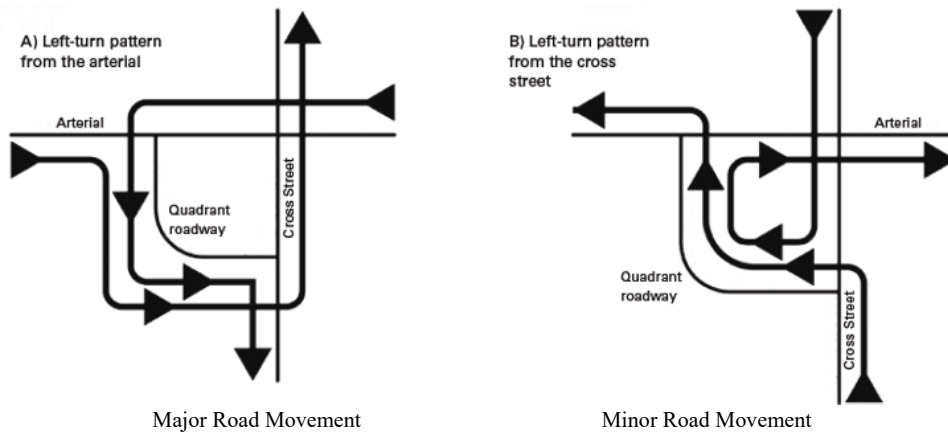 A) Left-turn pattern
from the arterial
Arterial
Quadrant
roadway
Cross Street
B) Left-turn pattern
from the cross
street
Arterial
Quadrant
roadway
Cross Street
Major Road Movement
Minor Road Movement